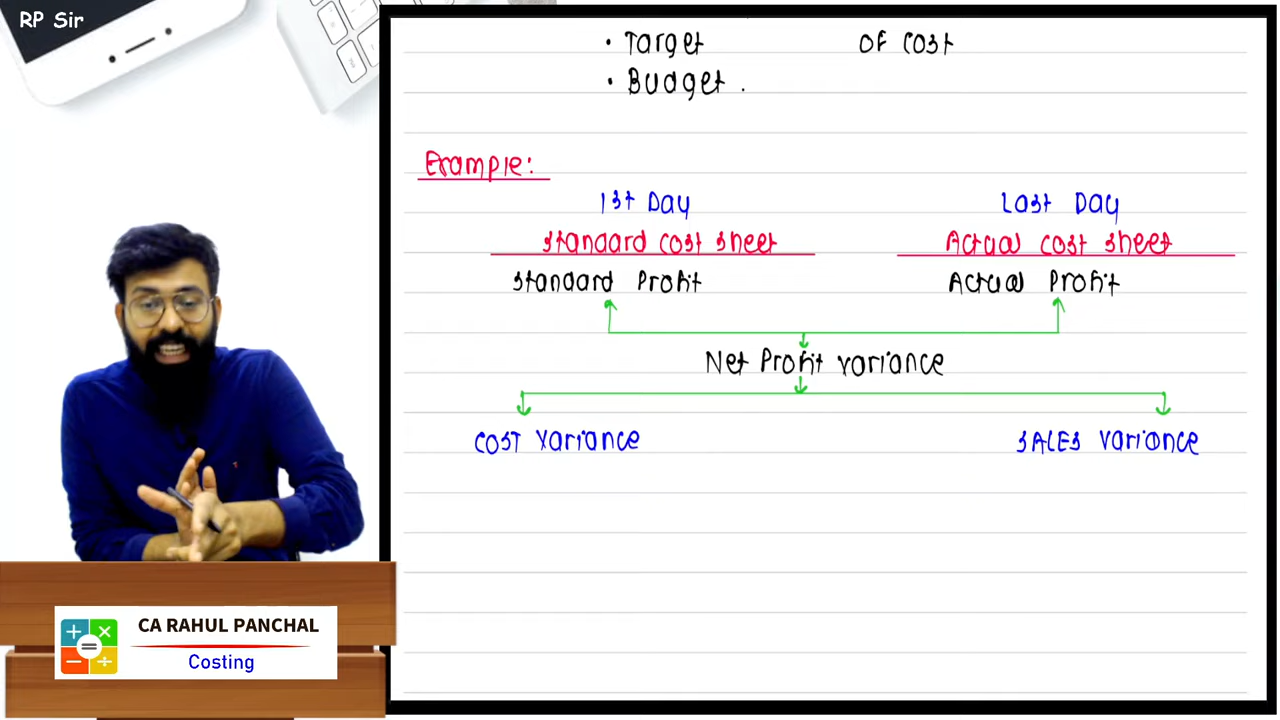 RP Sir
• Target of cost
• Budget.
Example:
1st Day Last Day
Standard cost sheet Actual cost sheet
Standard Profit Actual Profit
Net Profit variance
COST variance SALES variance
CA RAHUL PANCHAL
Costing